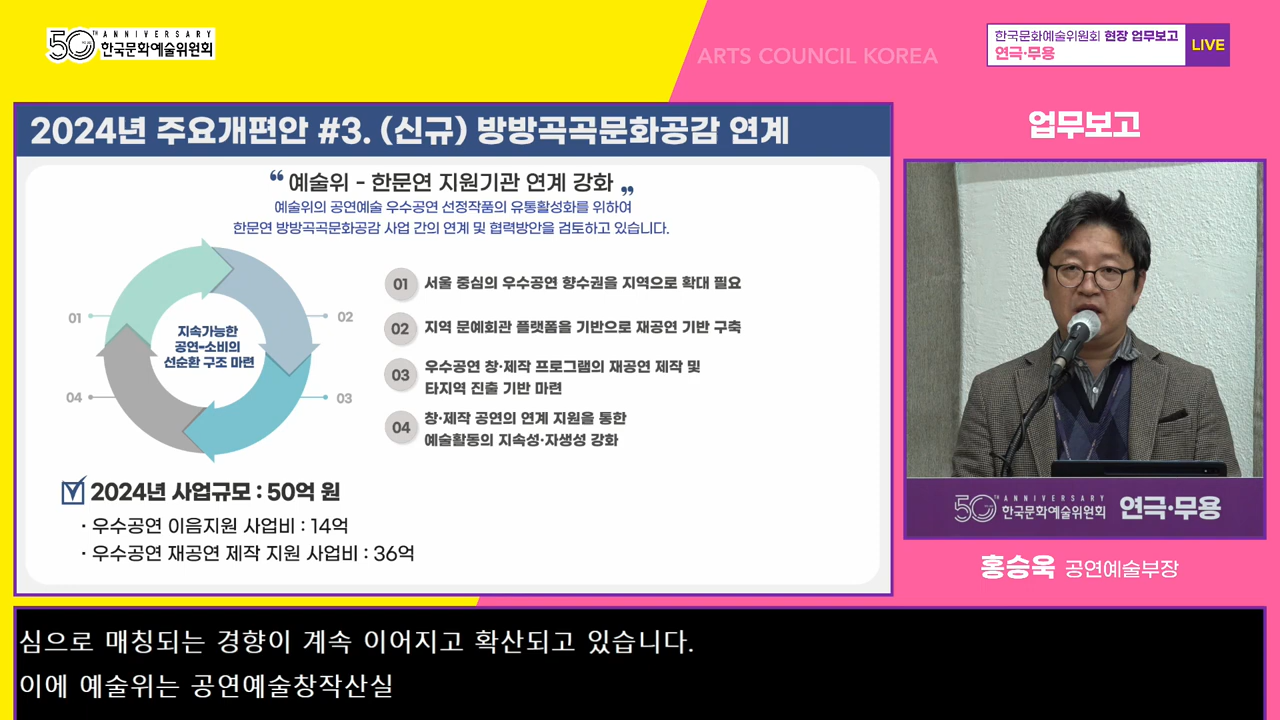 50TH ANNIVERSARY
한국문화예술위원회
ARTS COUNCIL KOREA
한국문화예술위원회 현장 업무보고
연극·무용
LIVE
2024년 주요개편안 #3. (신규) 방방곡곡문화공감 연계
업무보고
“ 예술위 - 한문연 지원기관 연계 강화 „
예술위의 공연예술 우수공연 선정작품의 유통활성화를 위하여
한문연 방방곡곡문화공감 사업 간의 연계 및 협력방안을 검토하고 있습니다.
01
02
03
04
지속가능한
공연-소비의
선순환 구조 마련
01 서울 중심의 우수공연 향수권을 지역으로 확대 필요
02 지역 문예회관 플랫폼을 기반으로 재공연 기반 구축
03 우수공연 창·제작 프로그램의 재공연 제작 및
타지역 진출 기반 마련
04 창·제작 공연의 연계 지원을 통한
예술활동의 지속성·자생성 강화
2024년 사업규모 : 50억 원
· 우수공연 이음지원 사업비 : 14억
· 우수공연 재공연 제작 지원 사업비 : 36억
50TH ANNIVERSARY
한국문화예술위원회
연극·무용
홍승욱 공연예술부장
심으로 매칭되는 경향이 계속 이어지고 확산되고 있습니다.
이에 예술위는 공연예술창작산실